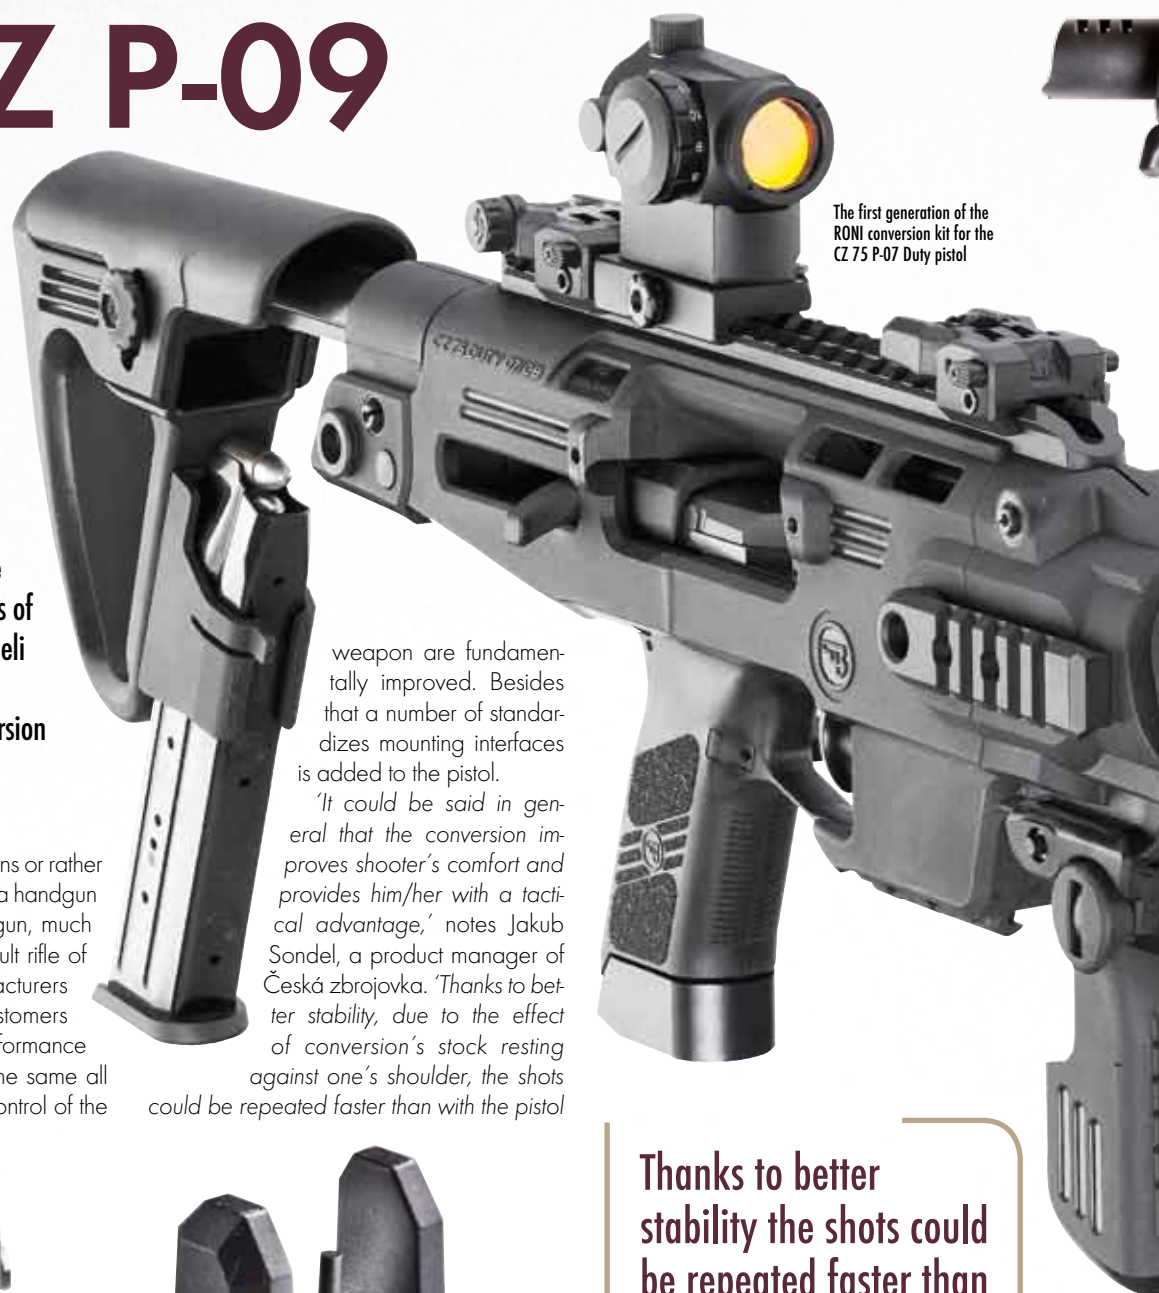 Z P-09
The first generation of the
RONI conversion kit for the
CZ 75 P-07 Duty pistol
CZ 75 DUTY 07/09
s of
eli
rsion
ns or rather
a handgun
gun, much
ult rifle of
acturers
stomers
formance
ne same all
ontrol of the
weapon are fundamen-
tally improved. Besides
that a number of standar-
dizes mounting interfaces
is added to the pistol.
‘It could be said in gen-
eral that the conversion im-
proves shooter’s comfort and
provides him/her with a tacti-
cal advantage,’ notes Jakub
Sondel, a product manager of
Česká zbrojovka. ‘Thanks to bet-
ter stability, due to the effect
of conversion’s stock resting
against one’s shoulder, the shots
could be repeated faster than with the pistol
Thanks to better
stability the shots could
be repeated faster than